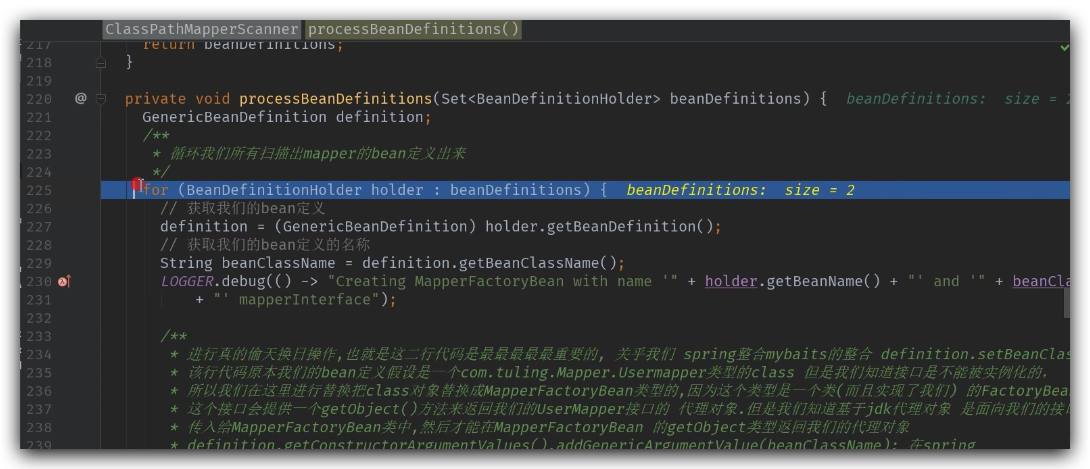 ClassPathMapperScanner processBeanDefinitions()
217 return beanDefinitions;
218 }
219
220 @ private void processBeanDefinitions(Set<BeanDefinitionHolder> beanDefinitions) { beanDefinitions: size = 2
221 GenericBeanDefinition definition;
222 /**
223 * 循环我们所有扫描出mapper的bean定义出来
224 */
225 for (BeanDefinitionHolder holder : beanDefinitions) { beanDefinitions: size = 2
226 // 获取我们的bean定义
227 definition = (GenericBeanDefinition) holder.getBeanDefinition();
228 // 获取我们的bean定义的名称
229 String beanClassName = definition.getBeanClassName();
230 LOGGER.debug(() -> "Creating MapperFactoryBean with name '" + holder.getBeanName() + "' and '" + beanCla
231 + "' mapperInterface");
232
233 /**
234 * 进行真的偷天换日操作,也就是这二行代码是最最最最最重要的, 关乎我们 spring整合mybaits的整合 definition.setBeanClas
235 * 该行代码原本我们的bean定义假设是一个com.tuling.Mapper.Usermapper类型的class 但是我们知道接口是不能被实例化的.
236 * 所以我们在这里进行替换把class对象替换成MapperFactoryBean类型的,因为这个类型是一个类(而且实现了我们) 的FactoryBea
237 * 这个接口会提供一个getObject()方法来返回我们的UserMapper接口的 代理对象.但是我们知道基于jdk代理对象 是面向我们的接
238 * 传入给MapperFactoryBean类中,然后才能在MapperFactoryBean 的getObject类型返回我们的代理对象
239 * definition.getConstructorArgumentValues().addGenericArgumentValue(beanClassName); 在spring